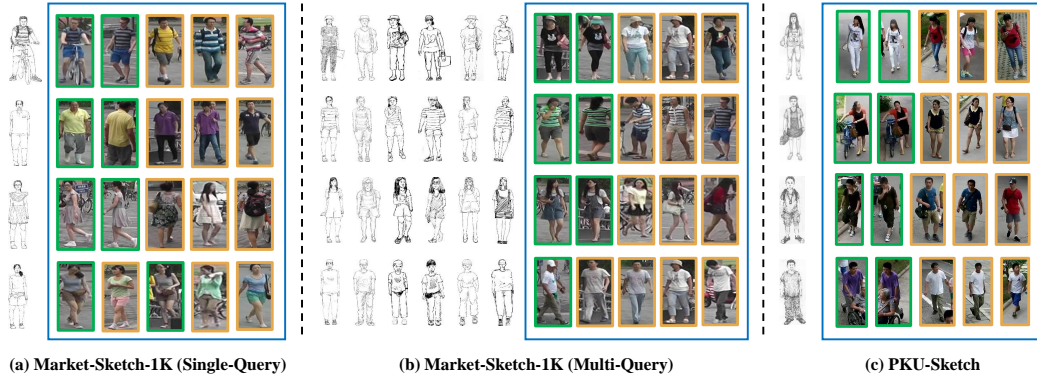 (a) Market-Sketch-1K (Single-Query)
(b) Market-Sketch-1K (Multi-Query)
(c) PKU-Sketch